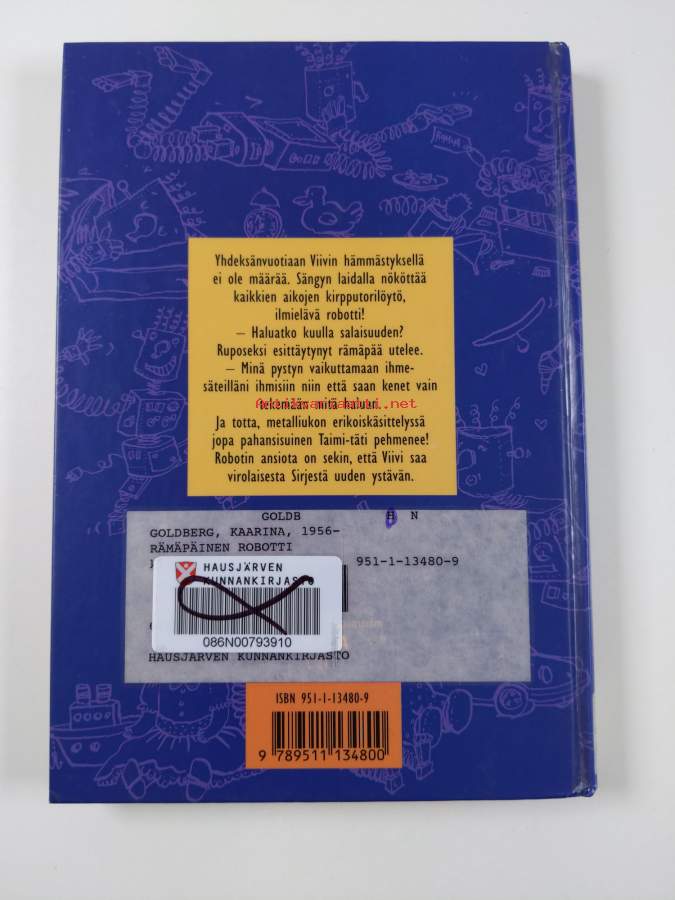 Yhdeksänvuotiaan Viivin hämmästyksellä
ei ole määrää. Sängyn laidalla nököttää
kaikkien aikojen kirpputorilöytö,
ilmielävä robotti!
– Haluatko kuulla salaisuuden?
Ruposeksi esittäytynyt rämäpää utelee.
– Minä pystyn vaikuttamaan ihme-
säteilläni ihmisiin niin että saan kenet vain
tekemään mitä haluan.
Ja totta, metalliukon erikoiskäsittelyssä
jopa pahansisuinen Taimi-täti pehmenee!
Robotin ansiota on sekin, että Viivi saa
virolaisesta Sirjestä uuden ystävän.
GOLDB H N
GOLDBERG, KAARINA, 1956-
RÄMÄPÄINEN ROBOTTI
951-1-13480-9
HAUSJÄRVEN
KUNNANKIRJASTO
086N00793910
HAUSJÄRVEN KUNNANKIRJASTO
ISBN 951-1-13480-9
9 789511 134800